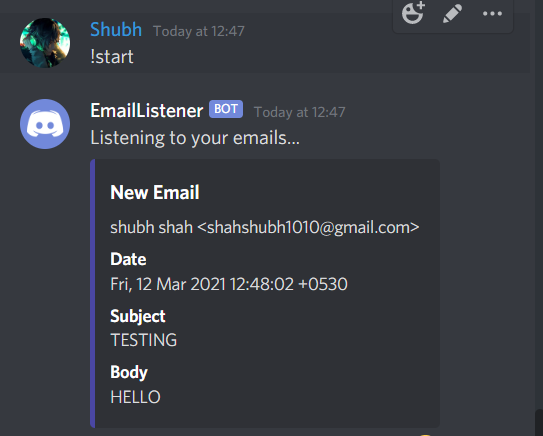 Shubh Today at 12:47
!start
EmailListener BOT Today at 12:47
Listening to your emails...
New Email
shubh shah <shahshubh1010@gmail.com>
Date
Fri, 12 Mar 2021 12:48:02 +0530
Subject
TESTING
Body
HELLO